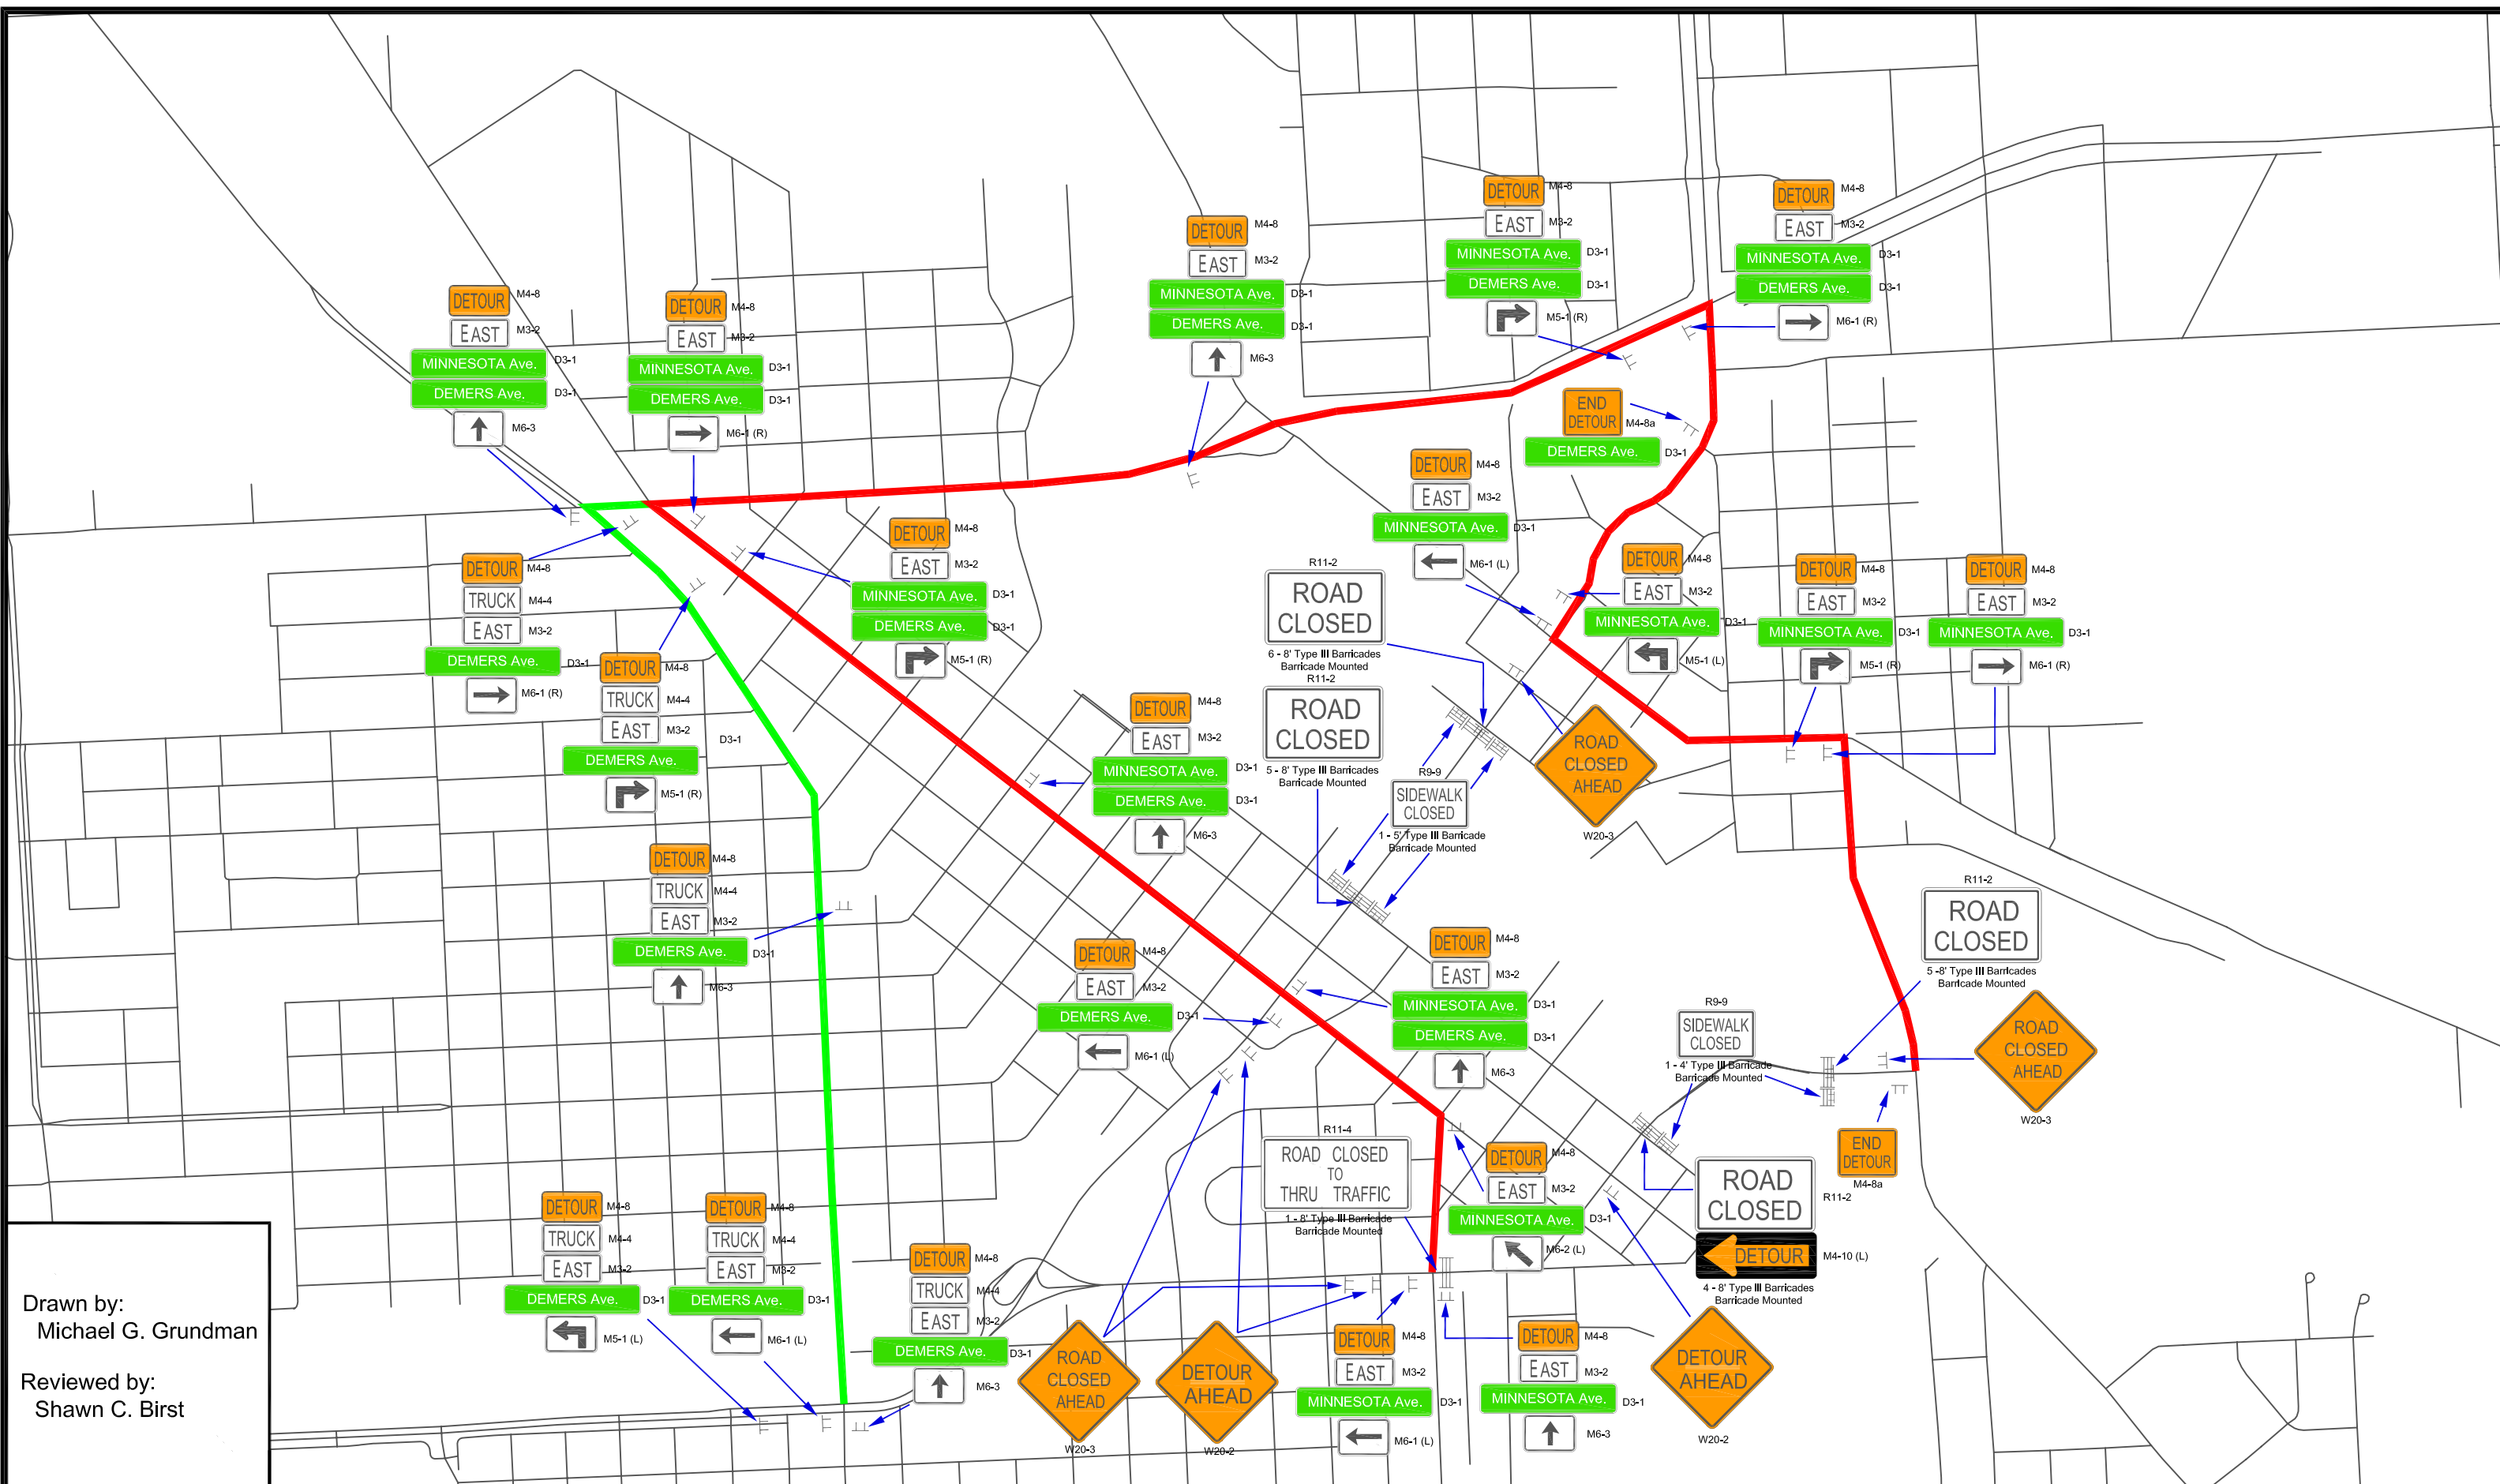 DETOUR M4-8
EAST M3-2
MINNESOTA Ave. D3-1
DEMERS Ave. D3-1
M6-3
DETOUR M4-8
EAST M3-2
MINNESOTA Ave. D3-1
DEMERS Ave. D3-1
M6-1 (R)
DETOUR M4-8
EAST M3-2
MINNESOTA Ave. D3-1
DEMERS Ave. D3-1
M6-3
DETOUR M4-8
EAST M3-2
MINNESOTA Ave. D3-1
DEMERS Ave. D3-1
M5-1 (R)
DETOUR M4-8
EAST M3-2
MINNESOTA Ave. D3-1
DEMERS Ave. D3-1
M6-1 (R)
END
DETOUR M4-8a
DEMERS Ave. D3-1
DETOUR M4-8
EAST M3-2
MINNESOTA Ave. D3-1
M6-1 (L)
DETOUR M4-8
EAST M3-2
MINNESOTA Ave. D3-1
DEMERS Ave. D3-1
M5-1 (R)
DETOUR M4-8
TRUCK M4-4
EAST M3-2
DEMERS Ave. D3-1
M6-1 (R)
DETOUR M4-8
TRUCK M4-4
EAST M3-2
D3-1
DEMERS Ave.
M5-1 (R)
R11-2
ROAD
CLOSED
6 - 8' Type III Barricades
Barricade Mounted
R11-2
ROAD
CLOSED
5 - 8' Type III Barricades
Barricade Mounted
R9-9
SIDEWALK
CLOSED
1 - 5' Type III Barricade
Barricade Mounted
DETOUR M4-8
EAST M3-2
MINNESOTA Ave. D3-1
M5-1 (L)
DETOUR M4-8
EAST M3-2
MINNESOTA Ave. D3-1
M5-1 (R)
DETOUR M4-8
EAST M3-2
MINNESOTA Ave. D3-1
M6-1 (R)
ROAD
CLOSED
AHEAD
W20-3
DETOUR M4-8
EAST M3-2
MINNESOTA Ave. D3-1
DEMERS Ave. D3-1
M6-3
DETOUR M4-8
TRUCK M4-4
EAST M3-2
DEMERS Ave. D3-1
M6-3
DETOUR M4-8
EAST M3-2
DEMERS Ave. D3-1
M6-1 (L)
DETOUR M4-8
EAST M3-2
MINNESOTA Ave. D3-1
DEMERS Ave. D3-1
M6-3
R11-2
ROAD
CLOSED
5 -8' Type III Barricades
Barricade Mounted
R9-9
SIDEWALK
CLOSED
1 - 4' Type III Barricade
Barricade Mounted
ROAD
CLOSED
AHEAD
W20-3
END
DETOUR
M4-8a
R11-4
ROAD CLOSED
TO
THRU TRAFFIC
1 - 8' Type III Barricade
Barricade Mounted
DETOUR M4-8
EAST M3-2
MINNESOTA Ave. D3-1
M6-2 (L)
ROAD
CLOSED
R11-2
DETOUR M4-10 (L)
4 - 8' Type III Barricades
Barricade Mounted
DETOUR M4-8
TRUCK M4-4
EAST M3-2
DEMERS Ave. D3-1
M5-1 (L)
DETOUR M4-8
TRUCK M4-4
EAST M3-2
DEMERS Ave. D3-1
M6-1 (L)
DETOUR M4-8
TRUCK M4-4
EAST M3-2
DEMERS Ave. D3-1
M6-3
ROAD
CLOSED
AHEAD
W20-3
DETOUR
AHEAD
W20-2
DETOUR M4-8
EAST M3-2
MINNESOTA Ave. D3-1
M6-1 (L)
DETOUR M4-8
EAST M3-2
MINNESOTA Ave. D3-1
M6-3
DETOUR
AHEAD
W20-2
Drawn by:
Michael G. Grundman
Reviewed by:
Shawn C. Birst